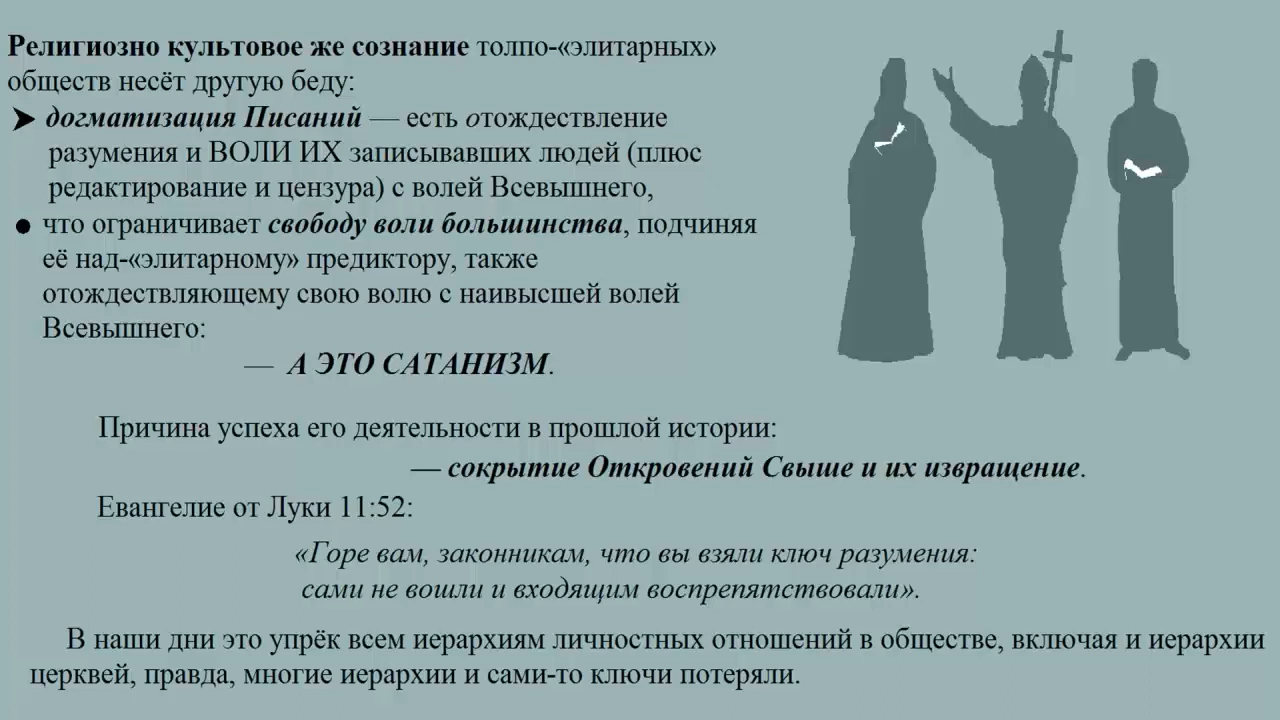 Религиозно культовое же сознание толпо-«элитарных»
обществ несёт другую беду:
➤ догматизация Писаний — есть отождествление
разумения и ВОЛИ ИХ записывавших людей (плюс
редактирование и цензура) с волей Всевышнего,
● что ограничивает свободу воли большинства, подчиняя
её над-«элитарному» предиктору, также
отождествляющему свою волю с наивысшей волей
Всевышнего:
— А ЭТО САТАНИЗМ.
Причина успеха его деятельности в прошлой истории:
— сокрытие Откровений Свыше и их извращение.
Евангелие от Луки 11:52:
«Горе вам, законникам, что вы взяли ключ разумения:
сами не вошли и входящим воспрепятствовали».
В наши дни это упрёк всем иерархиям личностных отношений в обществе, включая и иерархии
церквей, правда, многие иерархии и сами-то ключи потеряли.